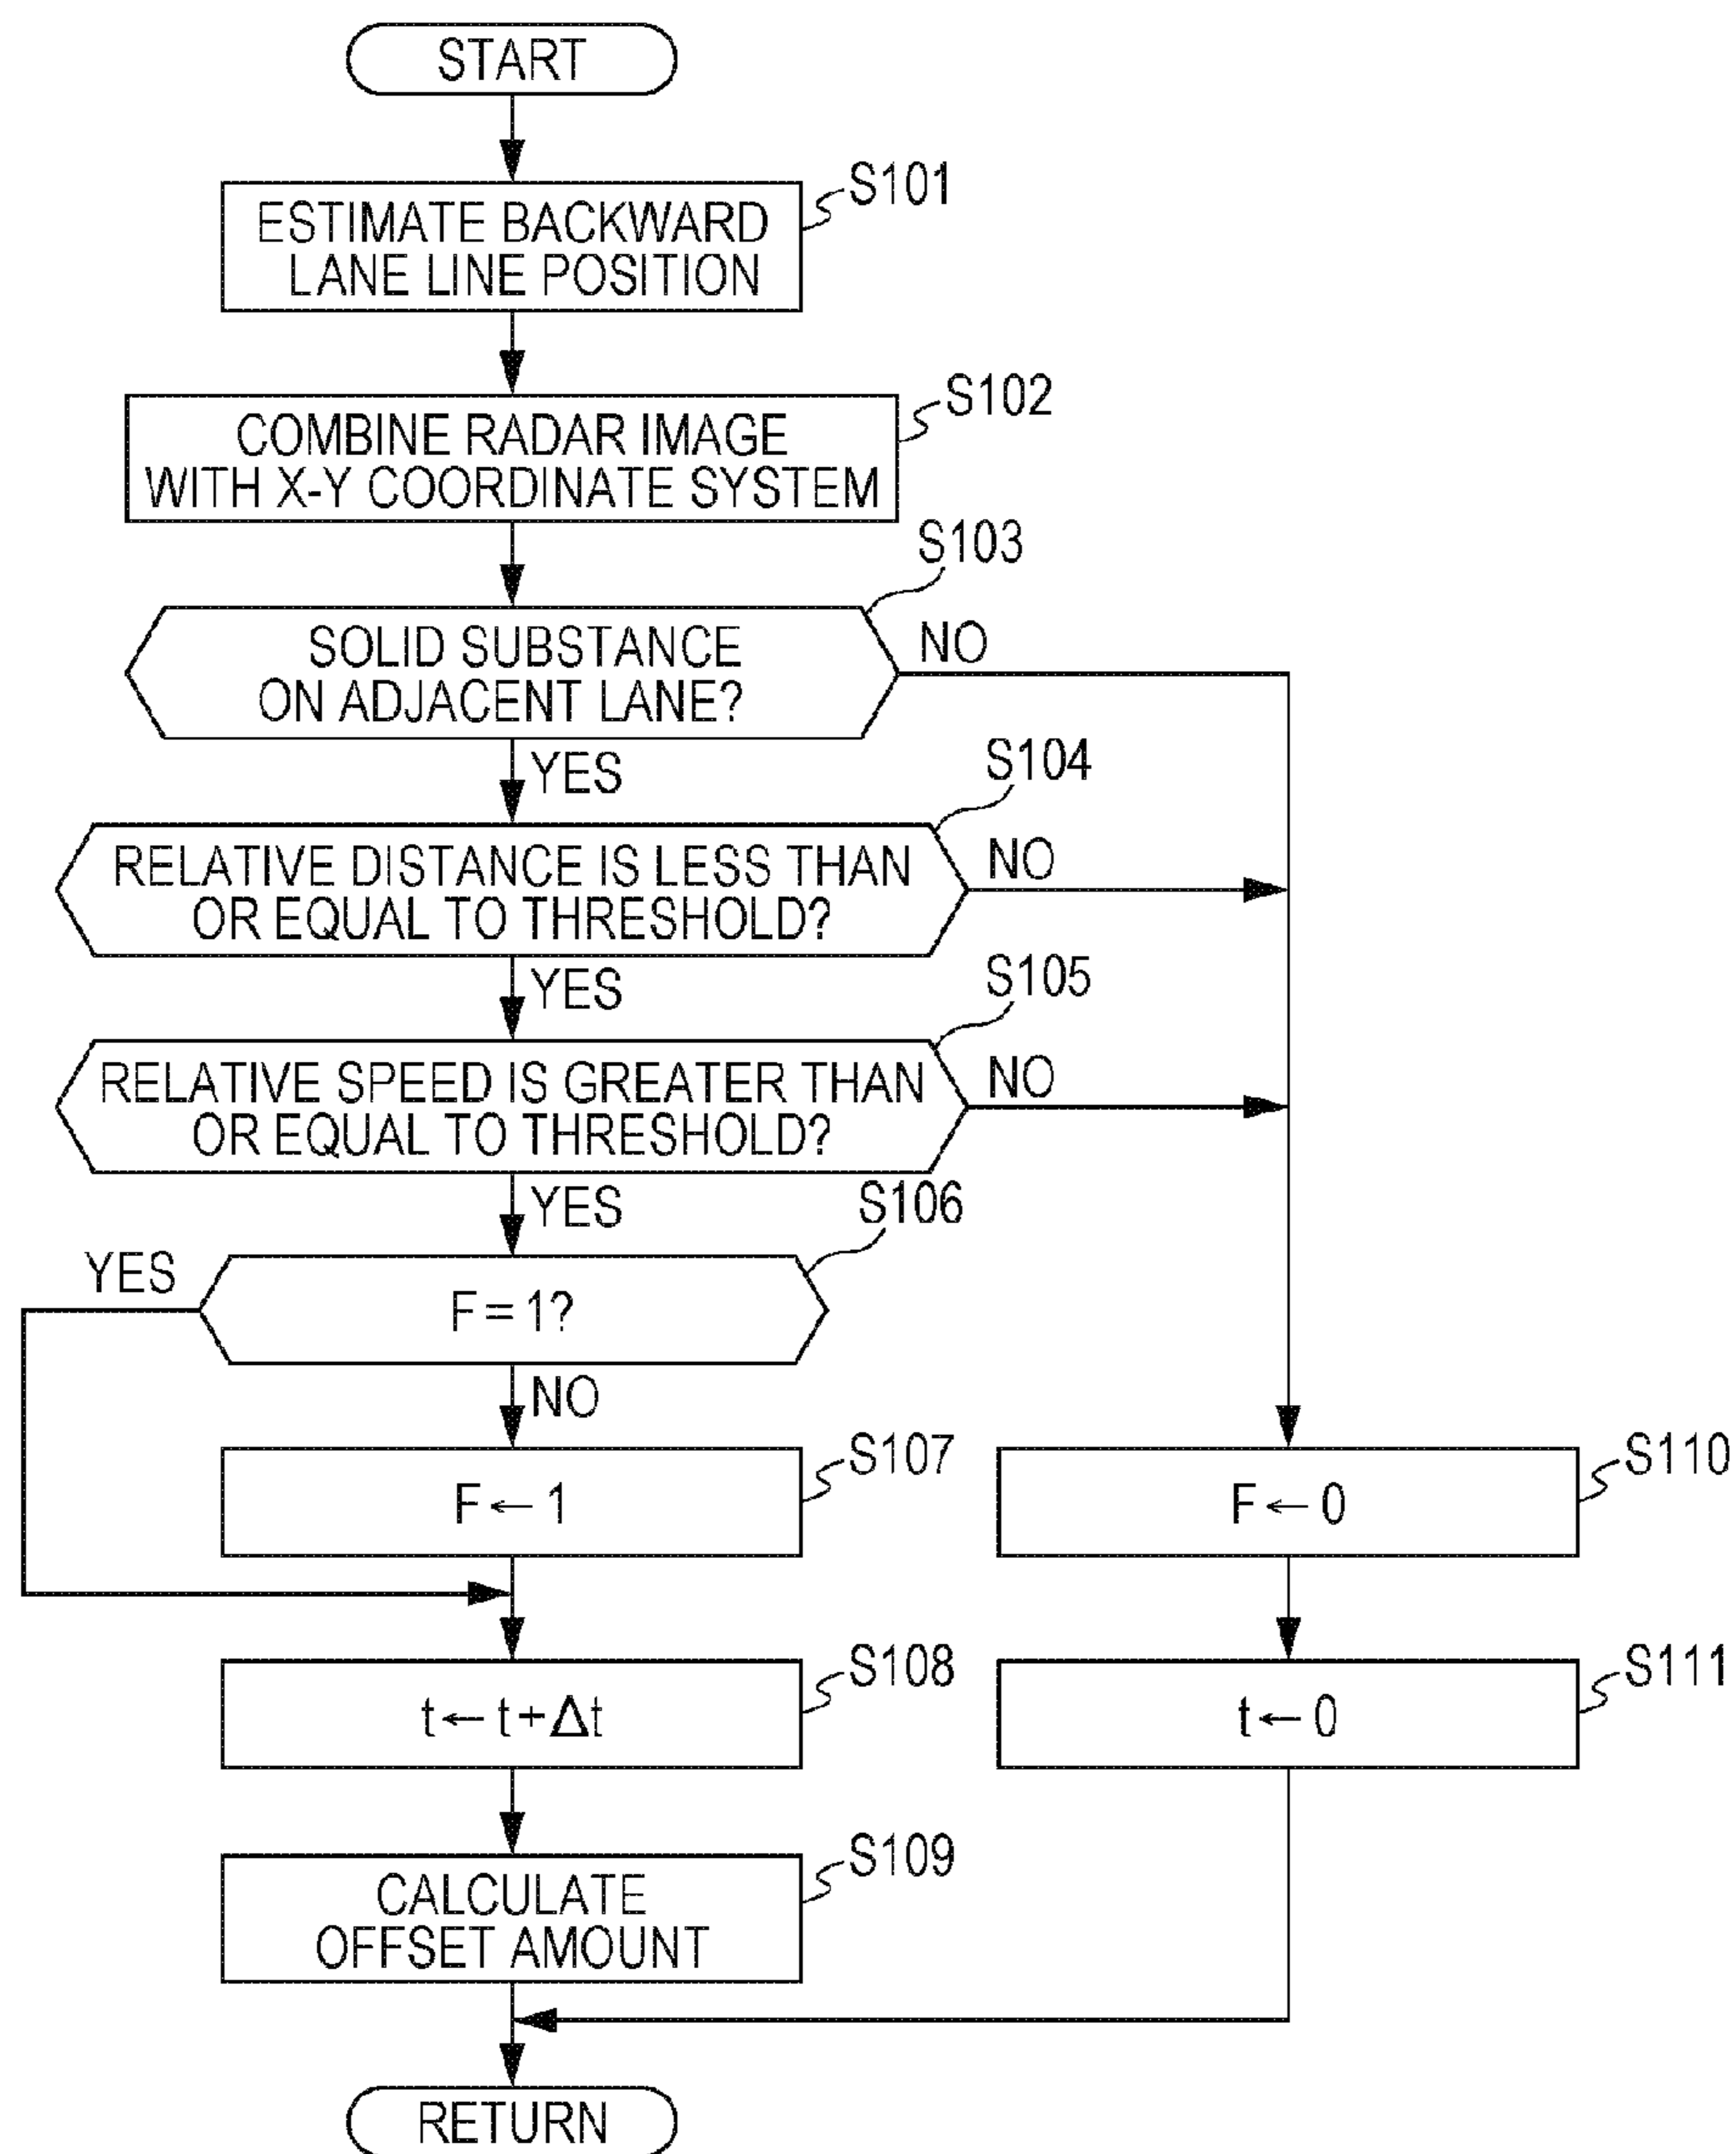 START
S101
ESTIMATE BACKWARD
LANE LINE POSITION
S102
COMBINE RADAR IMAGE
WITH X-Y COORDINATE SYSTEM
S103
SOLID SUBSTANCE
ON ADJACENT LANE?
NO
YES
S104
RELATIVE DISTANCE IS LESS THAN
OR EQUAL TO THRESHOLD?
NO
YES
S105
RELATIVE SPEED IS GREATER THAN
OR EQUAL TO THRESHOLD?
NO
YES
S106
YES
F = 1?
NO
S107
F ← 1
S110
F ← 0
S108
t ← t + Δt
S111
t ← 0
S109
CALCULATE
OFFSET AMOUNT
RETURN